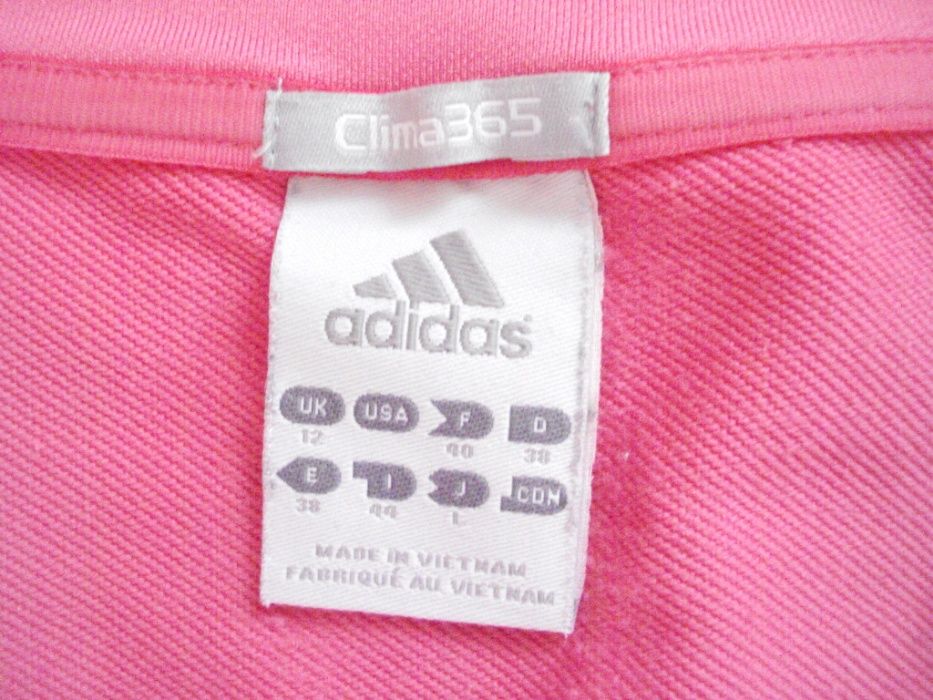 Clima365
adidas
UK USA F D
12 40 38
E I J CDN
38 44 L
MADE IN VIETNAM
FABRIQUÉ AU VIETNAM